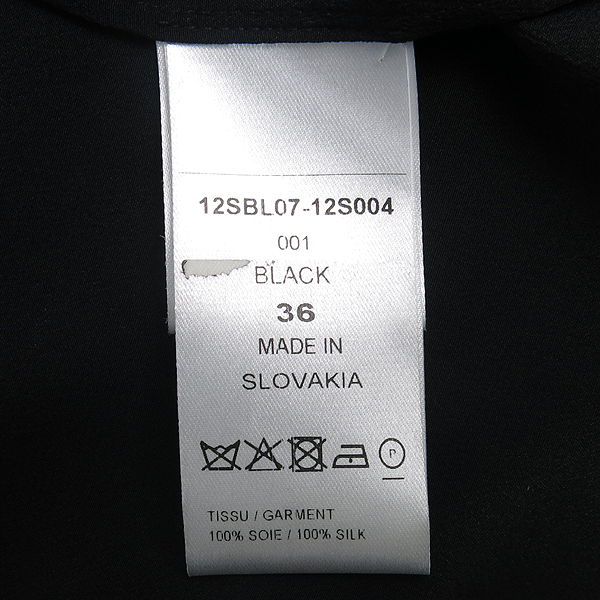 12SBL07-12S004
001
BLACK
36
MADE IN
SLOVAKIA
P
TISSU / GARMENT
100% SOIE / 100% SILK